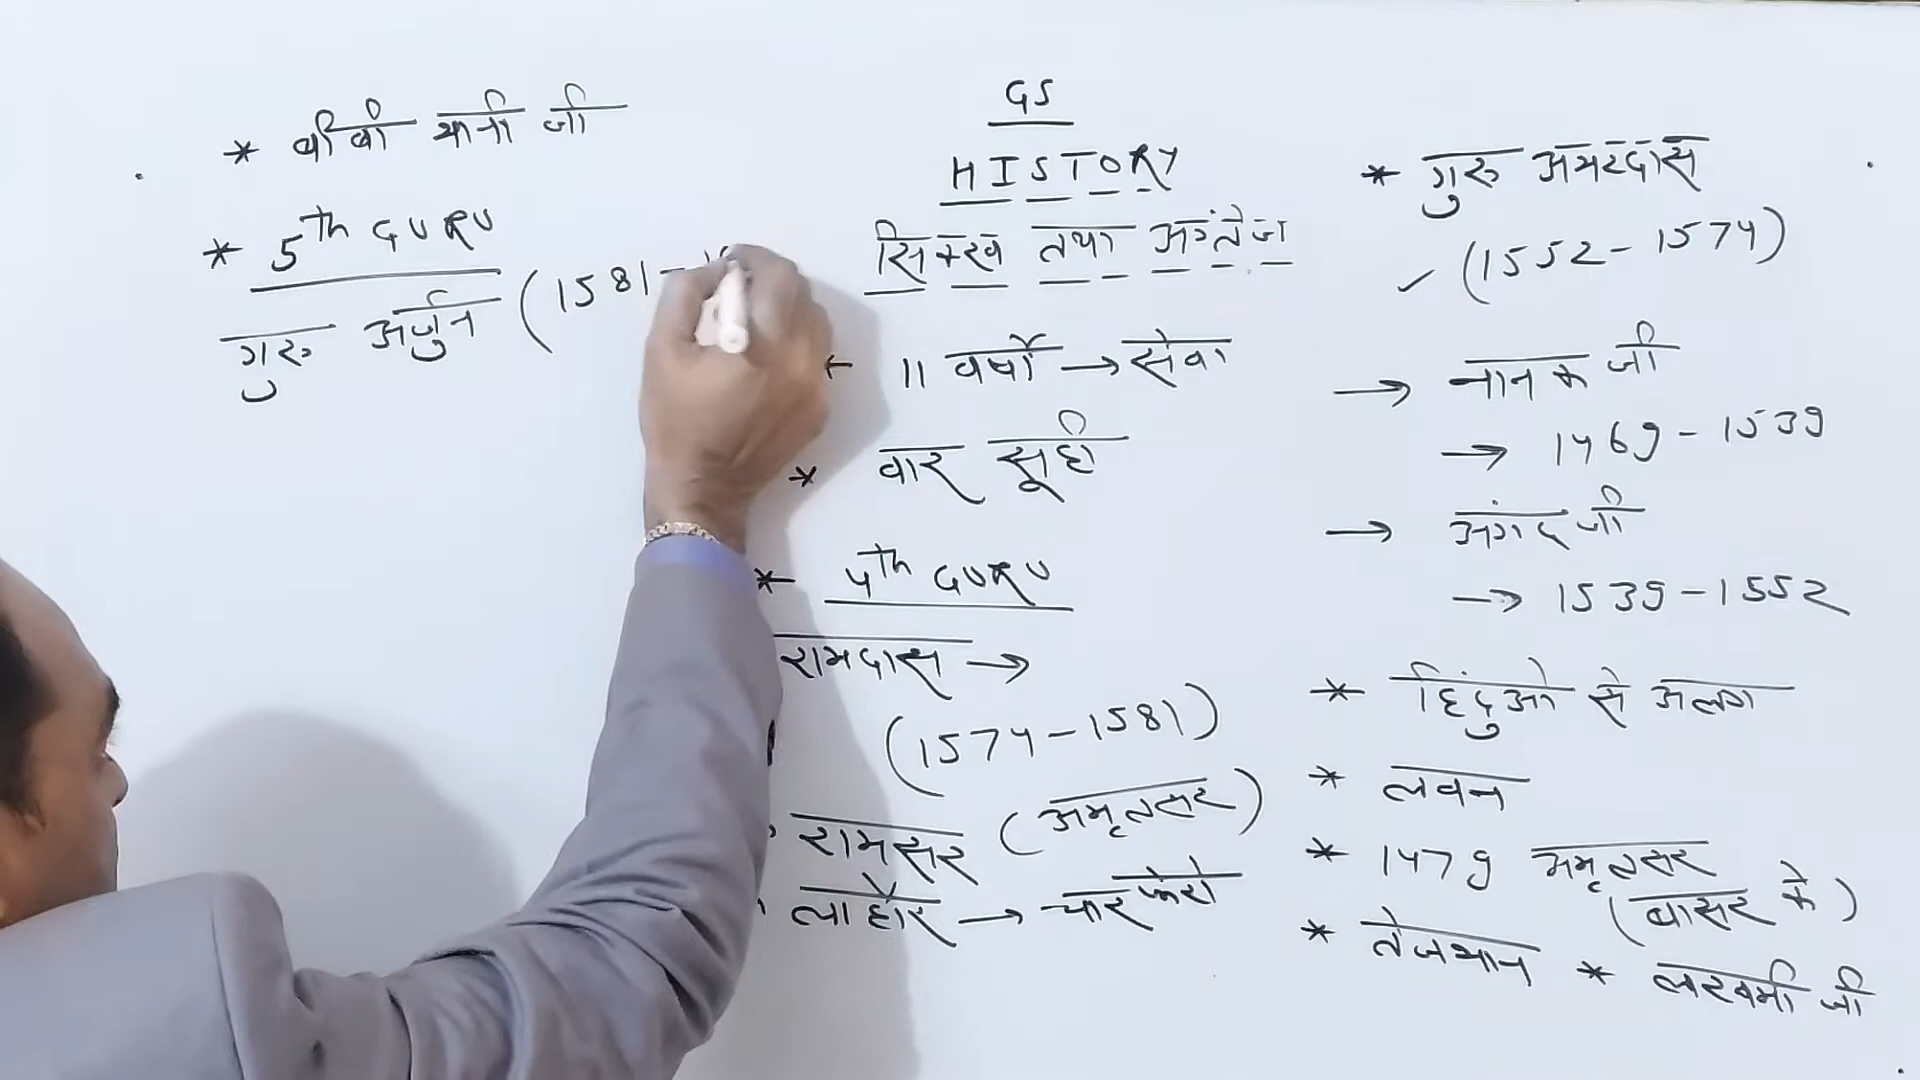 GS
HISTORY
सिक्ख तथा अंग्रेज
* गुरु अमरदास
(1552-1574)
→ नानक जी
→ 1469-1539
→ अंगद जी
→ 1539-1552
* हिंदुओ से अलग
* लवन
* 1479 अमृतसर
(बासर के)
* तेजभान * लखमी जी
← 11 वर्षों → सेवा
* वार सूही
* 4th GURU
रामदास →
(1574-1581)
रामसर (अमृतसर)
लाहौर → चार फेरो
* बीबी भानी जी
* 5th GURU
गुरु अर्जुन (1581-